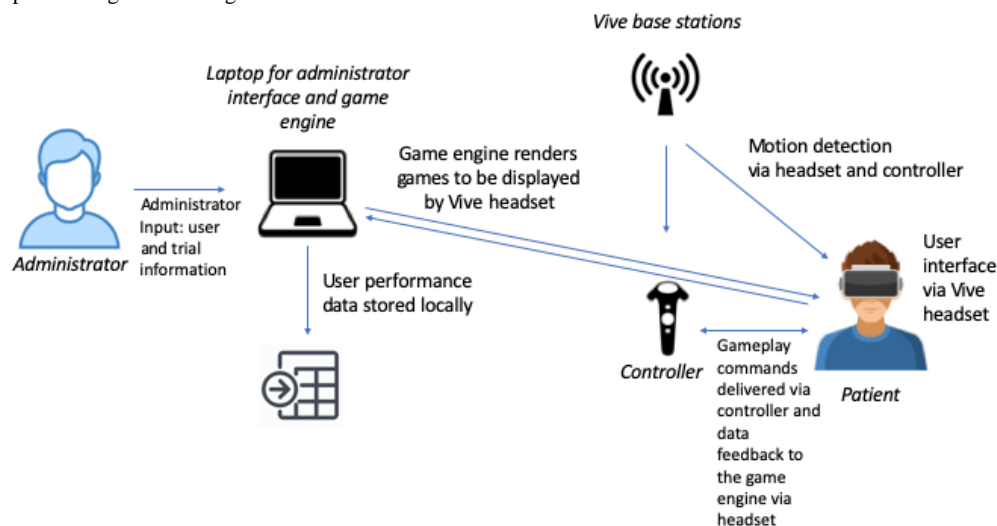 Vive base stations
Laptop for administrator
interface and game
engine
Game engine renders
games to be displayed
by Vive headset
Motion detection
via headset and controller
Administrator
Input: user
and trial
information
Administrator
User performance
data stored locally
User
interface
via Vive
headset
Controller
Gameplay
commands
delivered via
controller and
data
feedback to
the game
engine via
headset
Patient